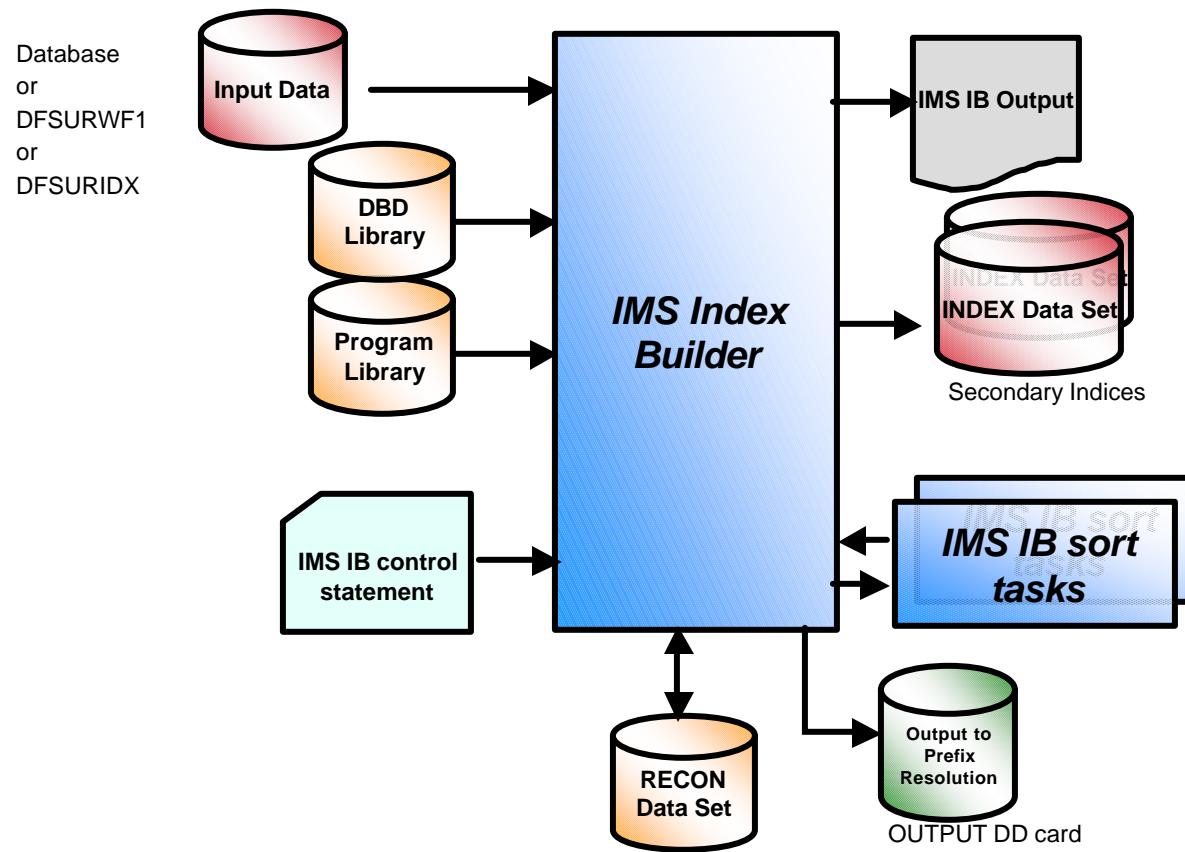 Database
or
DFSURWF1
or
DFSURIDX
Input Data
DBD
Library
Program
Library
IMS IB control
statement
IMS Index
Builder
RECON
Data Set
IMS IB Output
INDEX Data Set
INDEX Data Set
Secondary Indices
IMS IB sort
tasks
IMS IB sort
tasks
Output to
Prefix
Resolution
OUTPUT DD card